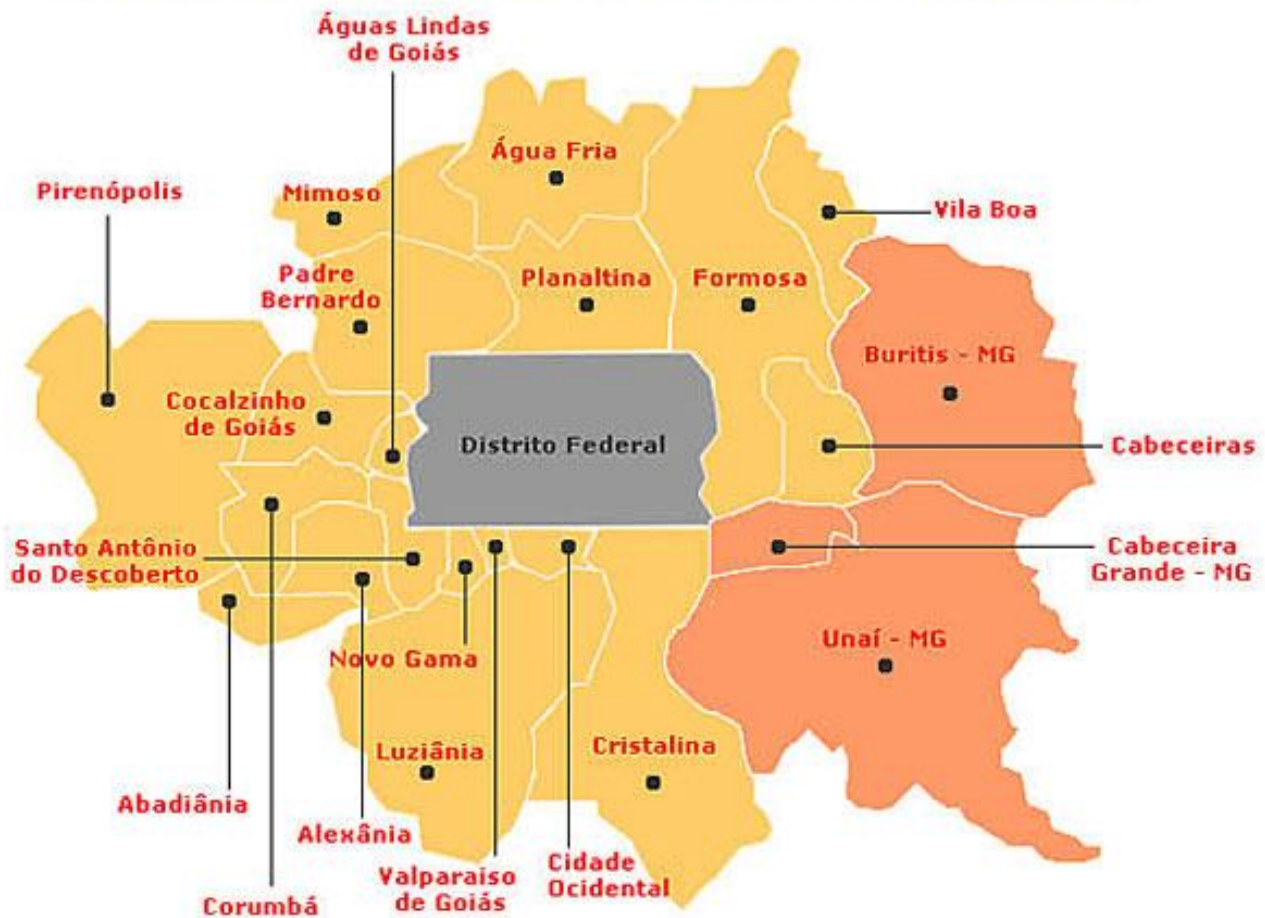 Águas Lindas
de Goiás
Água Fria
Pirenópolis
Mimoso
Vila Boa
Padre
Bernardo
Planaltina
Formosa
Buritis - MG
Cocalzinho
de Goiás
Distrito Federal
Cabeceiras
Santo Antônio
do Descoberto
Cabeceira
Grande - MG
Novo Gama
Unaí - MG
Luziânia
Cristalina
Abadiânia
Alexânia
Valparaiso
de Goiás
Cidade
Ocidental
Corumbá